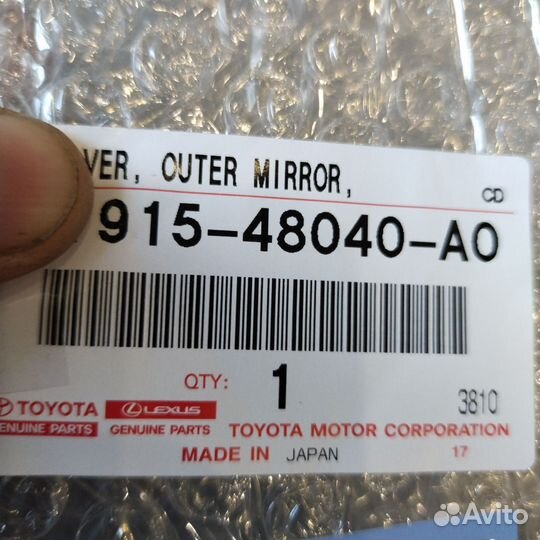 VER, OUTER MIRROR,
CD
915-48040-A0
QTY: 1
3810
TOYOTA LEXUS
GENUINE PARTS GENUINE PARTS TOYOTA MOTOR CORPORATION
MADE IN JAPAN 17
Avito